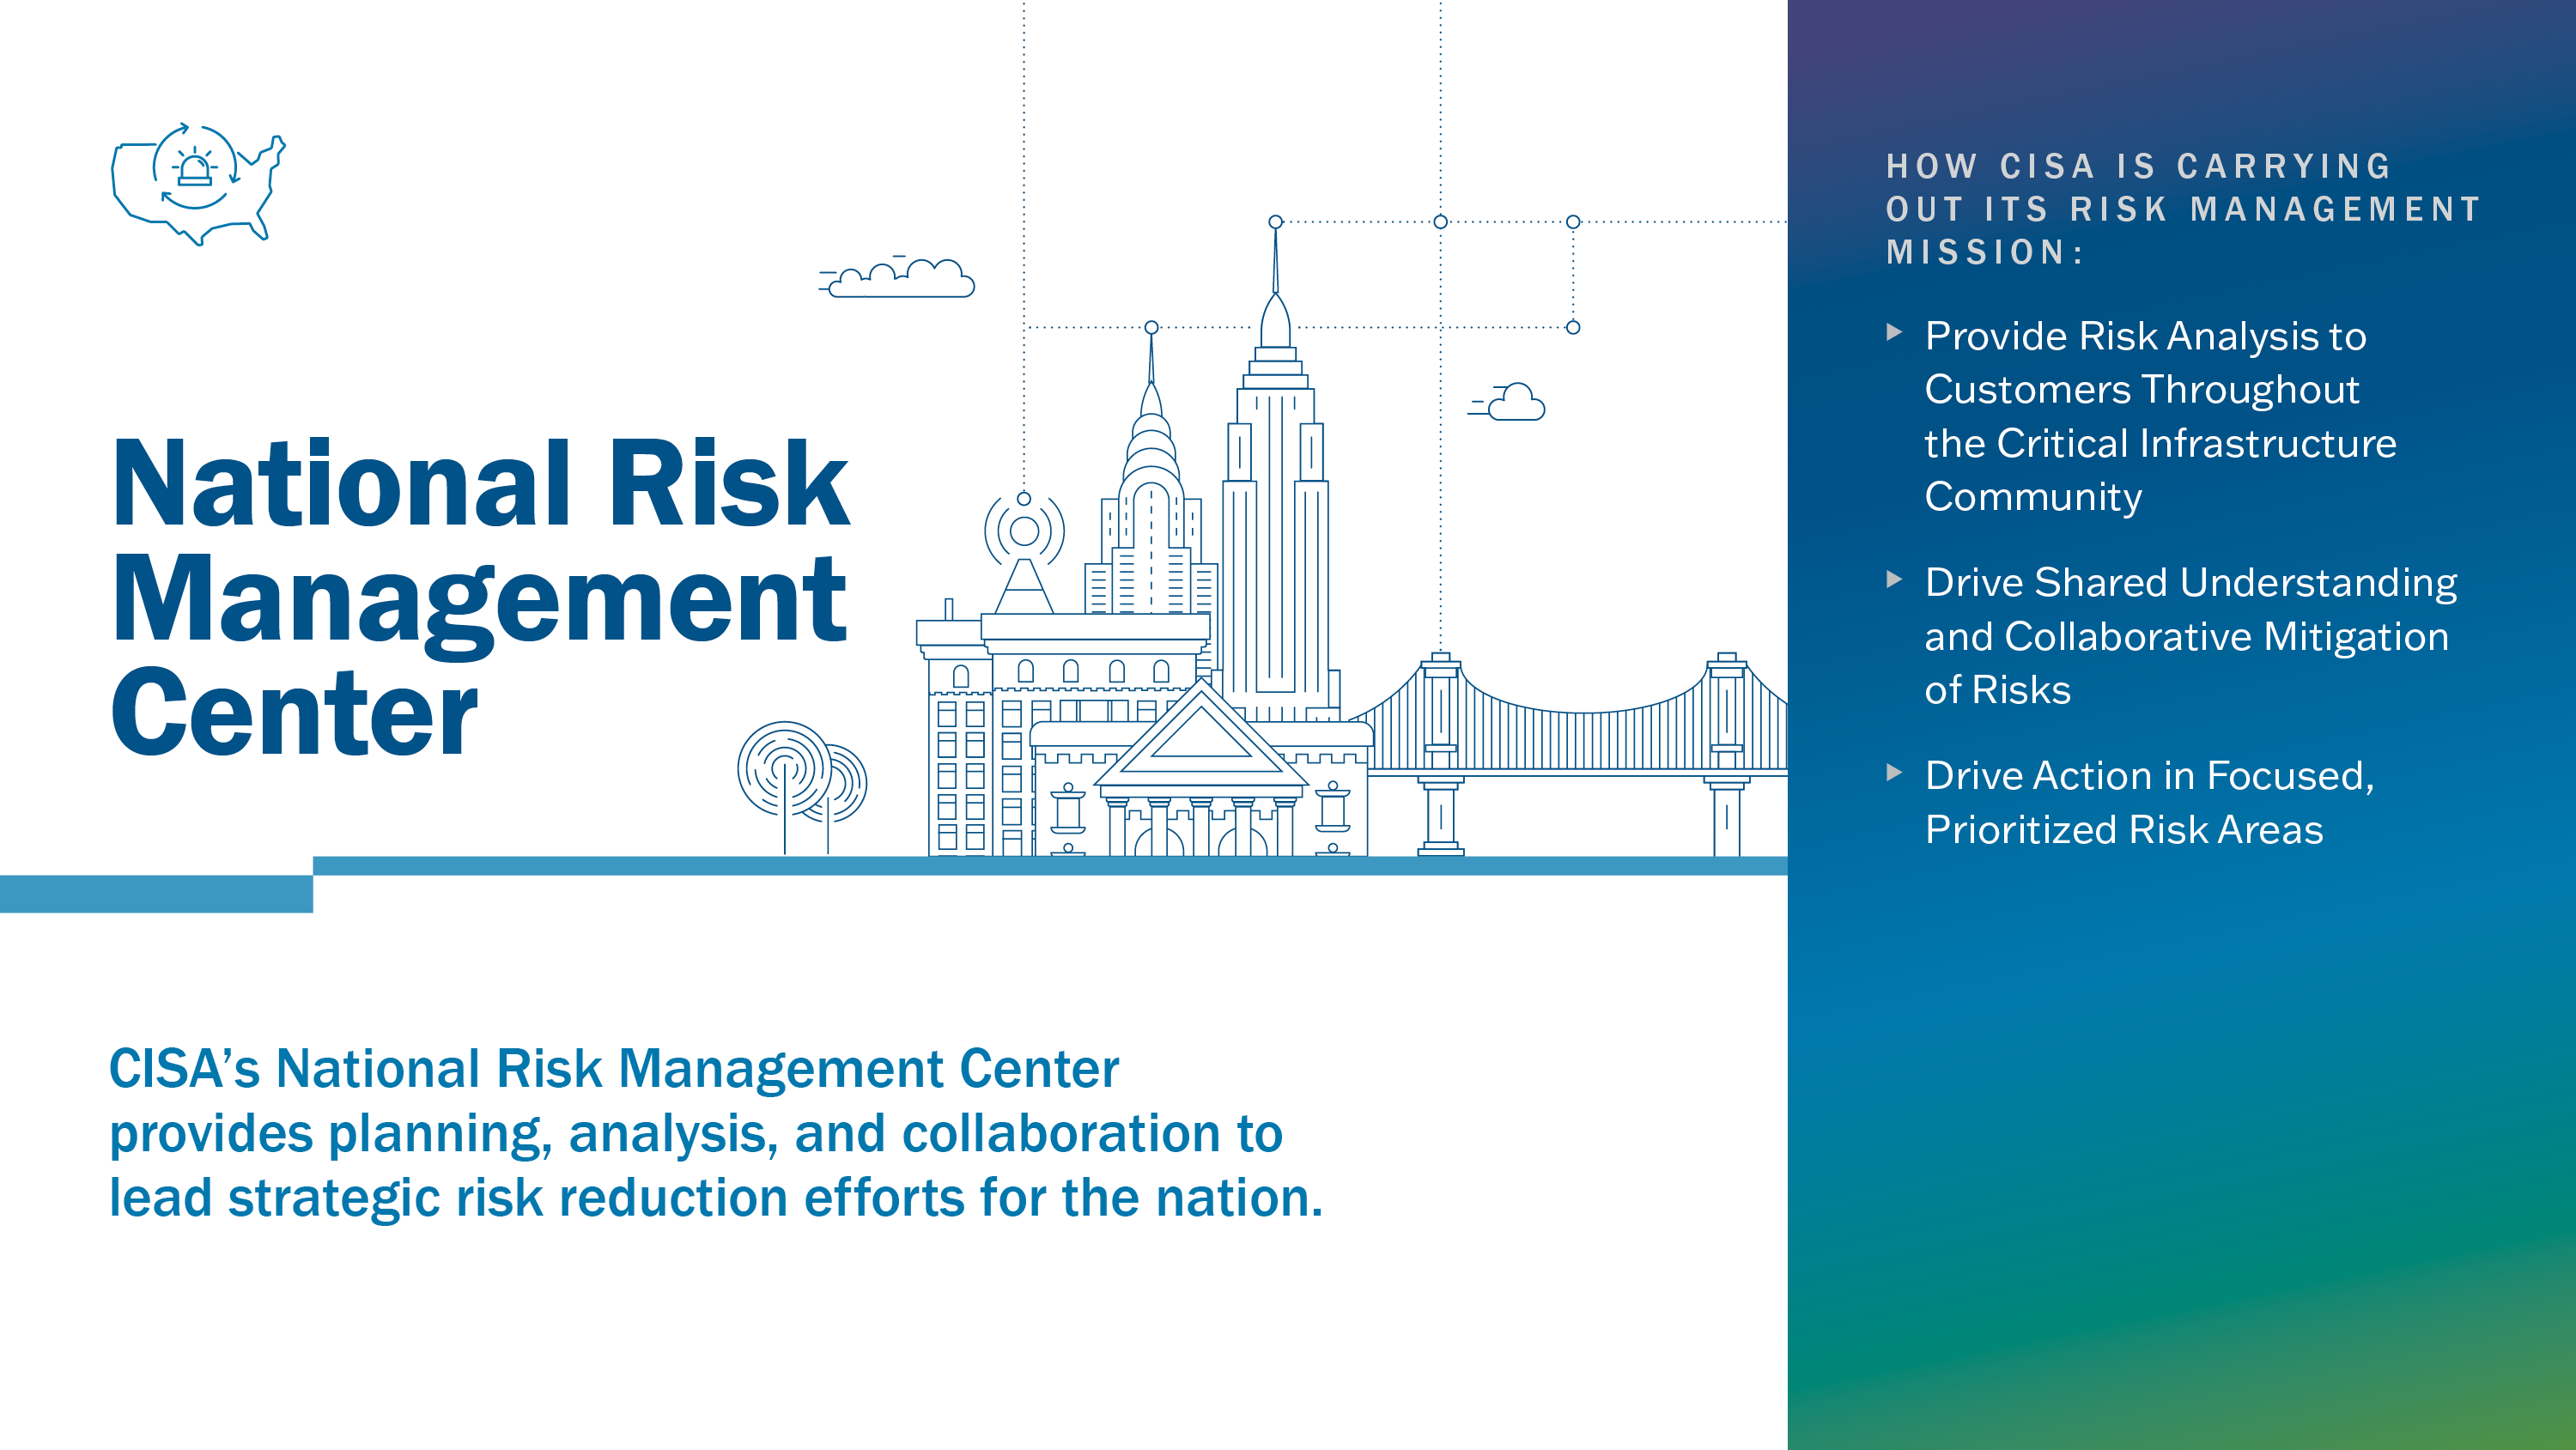 National Risk
Management
Center
CISA’s National Risk Management Center
provides planning, analysis, and collaboration to
lead strategic risk reduction efforts for the nation.
HOW CISA IS CARRYING
OUT ITS RISK MANAGEMENT
MISSION:
Provide Risk Analysis to
Customers Throughout
the Critical Infrastructure
Community
Drive Shared Understanding
and Collaborative Mitigation
of Risks
Drive Action in Focused,
Prioritized Risk Areas